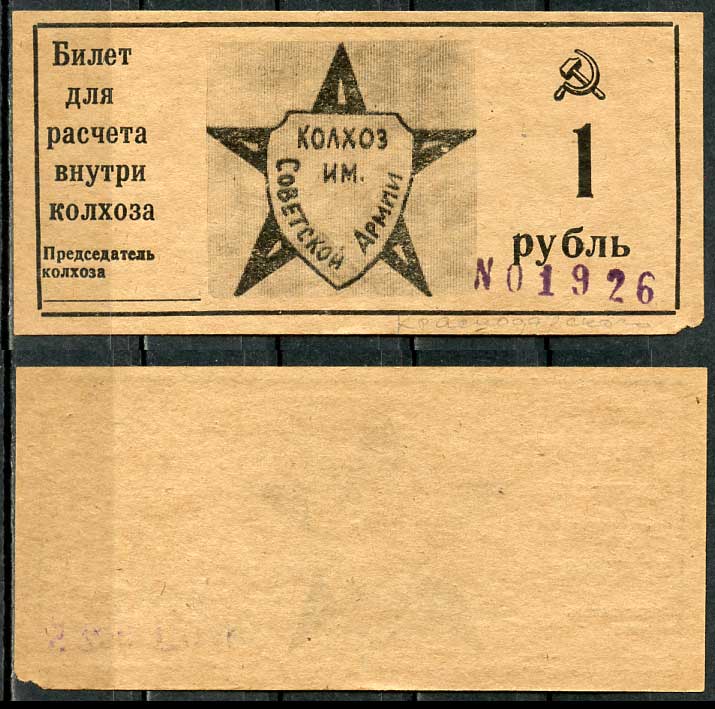 Билет
для
расчета
внутри
колхоза
Председатель
колхоза
КОЛХОЗ
ИМ.
СОВЕТСКОЙ АРМИИ
1
рубль
N 01926